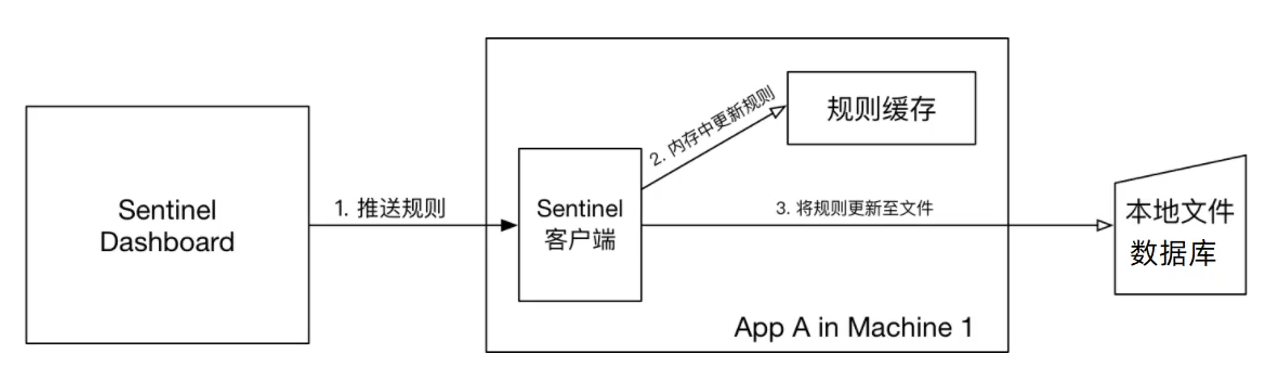 Sentinel
Dashboard
1. 推送规则
Sentinel
客户端
2. 内存中更新规则
规则缓存
3. 将规则更新至文件
本地文件
数据库
App A in Machine 1